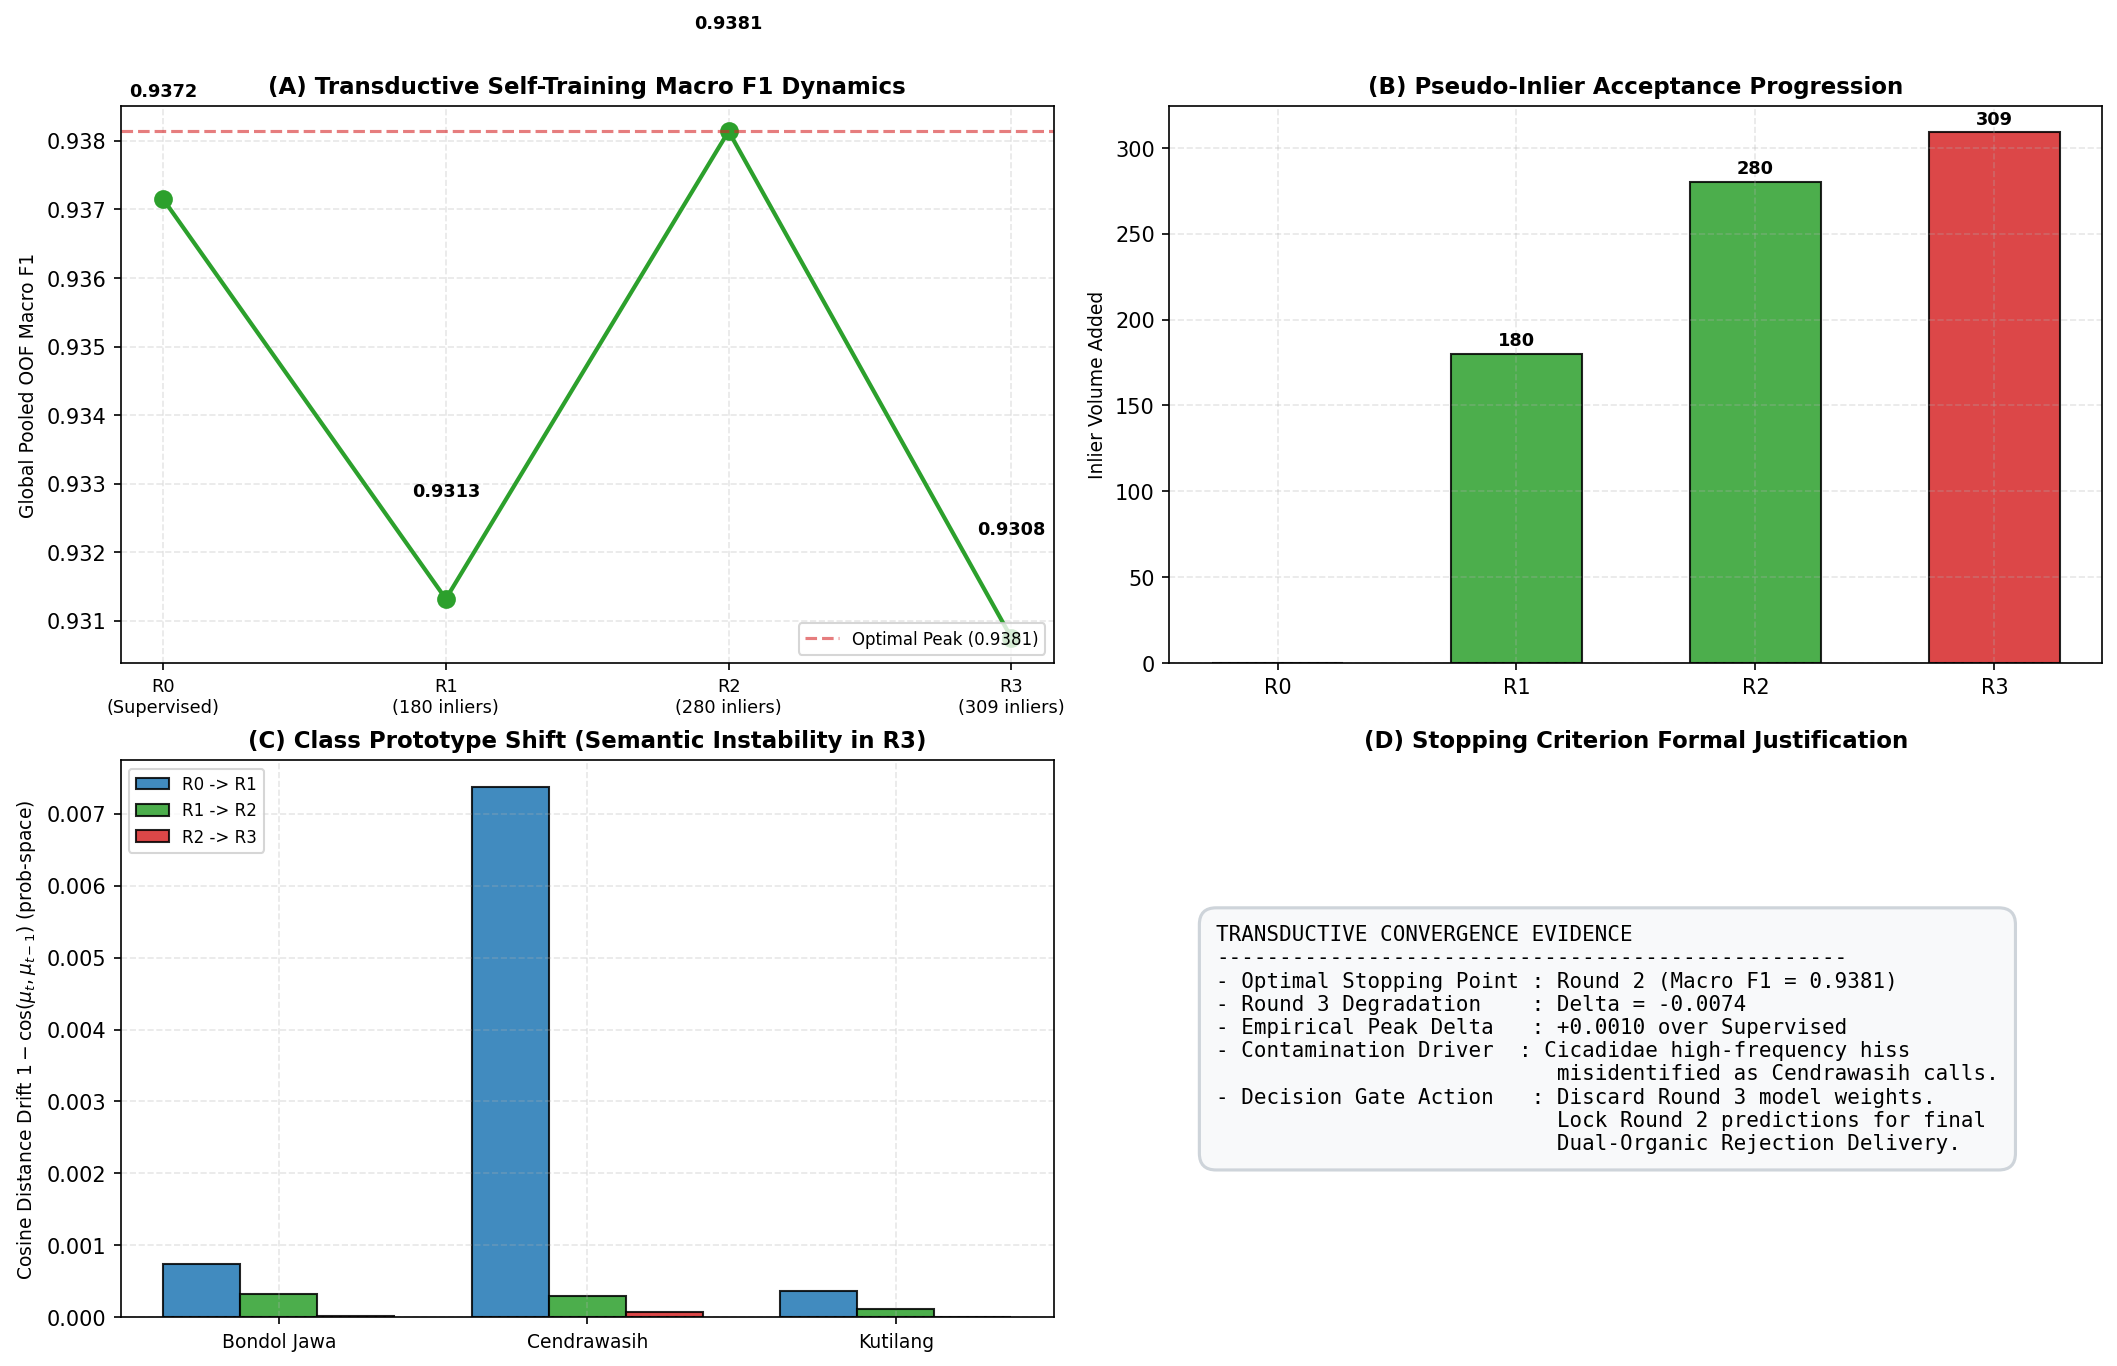 0.9381
0.9372
(A) Transductive Self-Training Macro F1 Dynamics
Global Pooled OOF Macro F1
0.938
0.937
0.936
0.935
0.934
0.933
0.932
0.931
0.9313
0.9308
Optimal Peak (0.9381)
R0
(Supervised)
R1
(180 inliers)
R2
(280 inliers)
R3
(309 inliers)
(B) Pseudo-Inlier Acceptance Progression
Inlier Volume Added
300
250
200
150
100
50
0
180
280
309
R0
R1
R2
R3
(C) Class Prototype Shift (Semantic Instability in R3)
Cosine Distance Drift 1 − cos(μₜ, μₜ₋₁) (prob-space)
0.007
0.006
0.005
0.004
0.003
0.002
0.001
0.000
R0 -> R1
R1 -> R2
R2 -> R3
Bondol Jawa
Cendrawasih
Kutilang
(D) Stopping Criterion Formal Justification
TRANSDUCTIVE CONVERGENCE EVIDENCE
--------------------------------------------------
- Optimal Stopping Point : Round 2 (Macro F1 = 0.9381)
- Round 3 Degradation    : Delta = -0.0074
- Empirical Peak Delta   : +0.0010 over Supervised
- Contamination Driver  : Cicadidae high-frequency hiss
misidentified as Cendrawasih calls.
- Decision Gate Action   : Discard Round 3 model weights.
Lock Round 2 predictions for final
Dual-Organic Rejection Delivery.